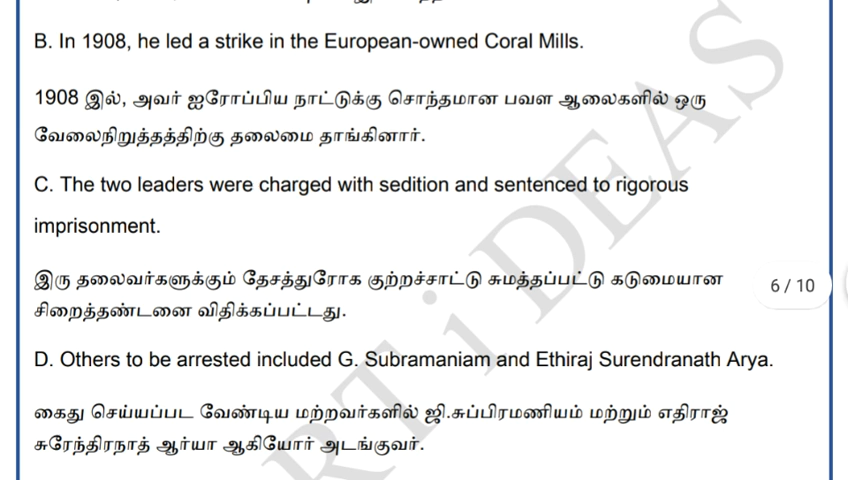 B. In 1908, he led a strike in the European-owned Coral Mills.
1908 இல், அவர் ஐரோப்பிய நாட்டுக்கு சொந்தமான பவள ஆலைகளில் ஒரு
வேலைநிறுத்தத்திற்கு தலைமை தாங்கினார்.
C. The two leaders were charged with sedition and sentenced to rigorous
imprisonment.
இரு தலைவர்களுக்கும் தேசத்துரோக குற்றச்சாட்டு சுமத்தப்பட்டு கடுமையான
6 / 10
சிறைத்தண்டனை விதிக்கப்பட்டது.
D. Others to be arrested included G. Subramaniam and Ethiraj Surendranath Arya.
கைது செய்யப்பட வேண்டிய மற்றவர்களில் ஜி.சுப்பிரமணியம் மற்றும் எதிராஜ்
சுரேந்திரநாத் ஆர்யா ஆகியோர் அடங்குவர்.
RT i DEAS